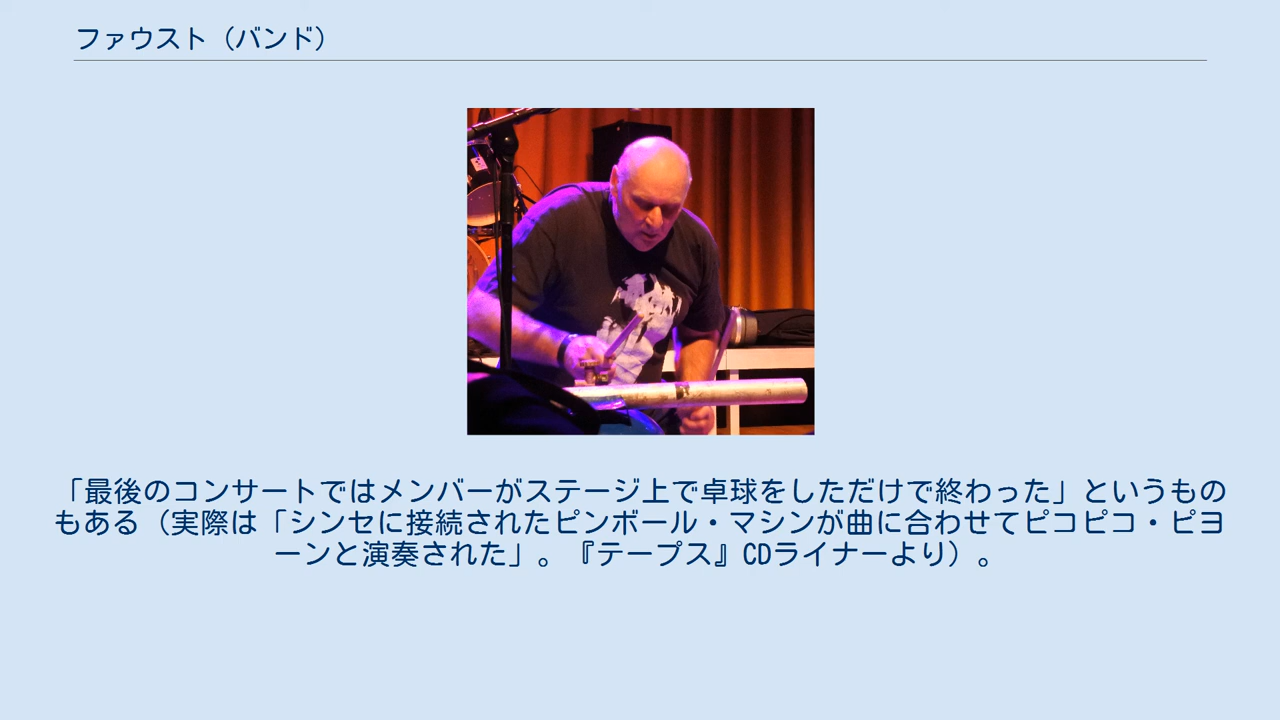 ファウスト（バンド）
「最後のコンサートではメンバーがステージ上で卓球をしただけで終わった」というもの
もある（実際は「シンセに接続されたピンボール・マシンが曲に合わせてピコピコ・ピヨ
ーンと演奏された」。『テープス』CDライナーより）。